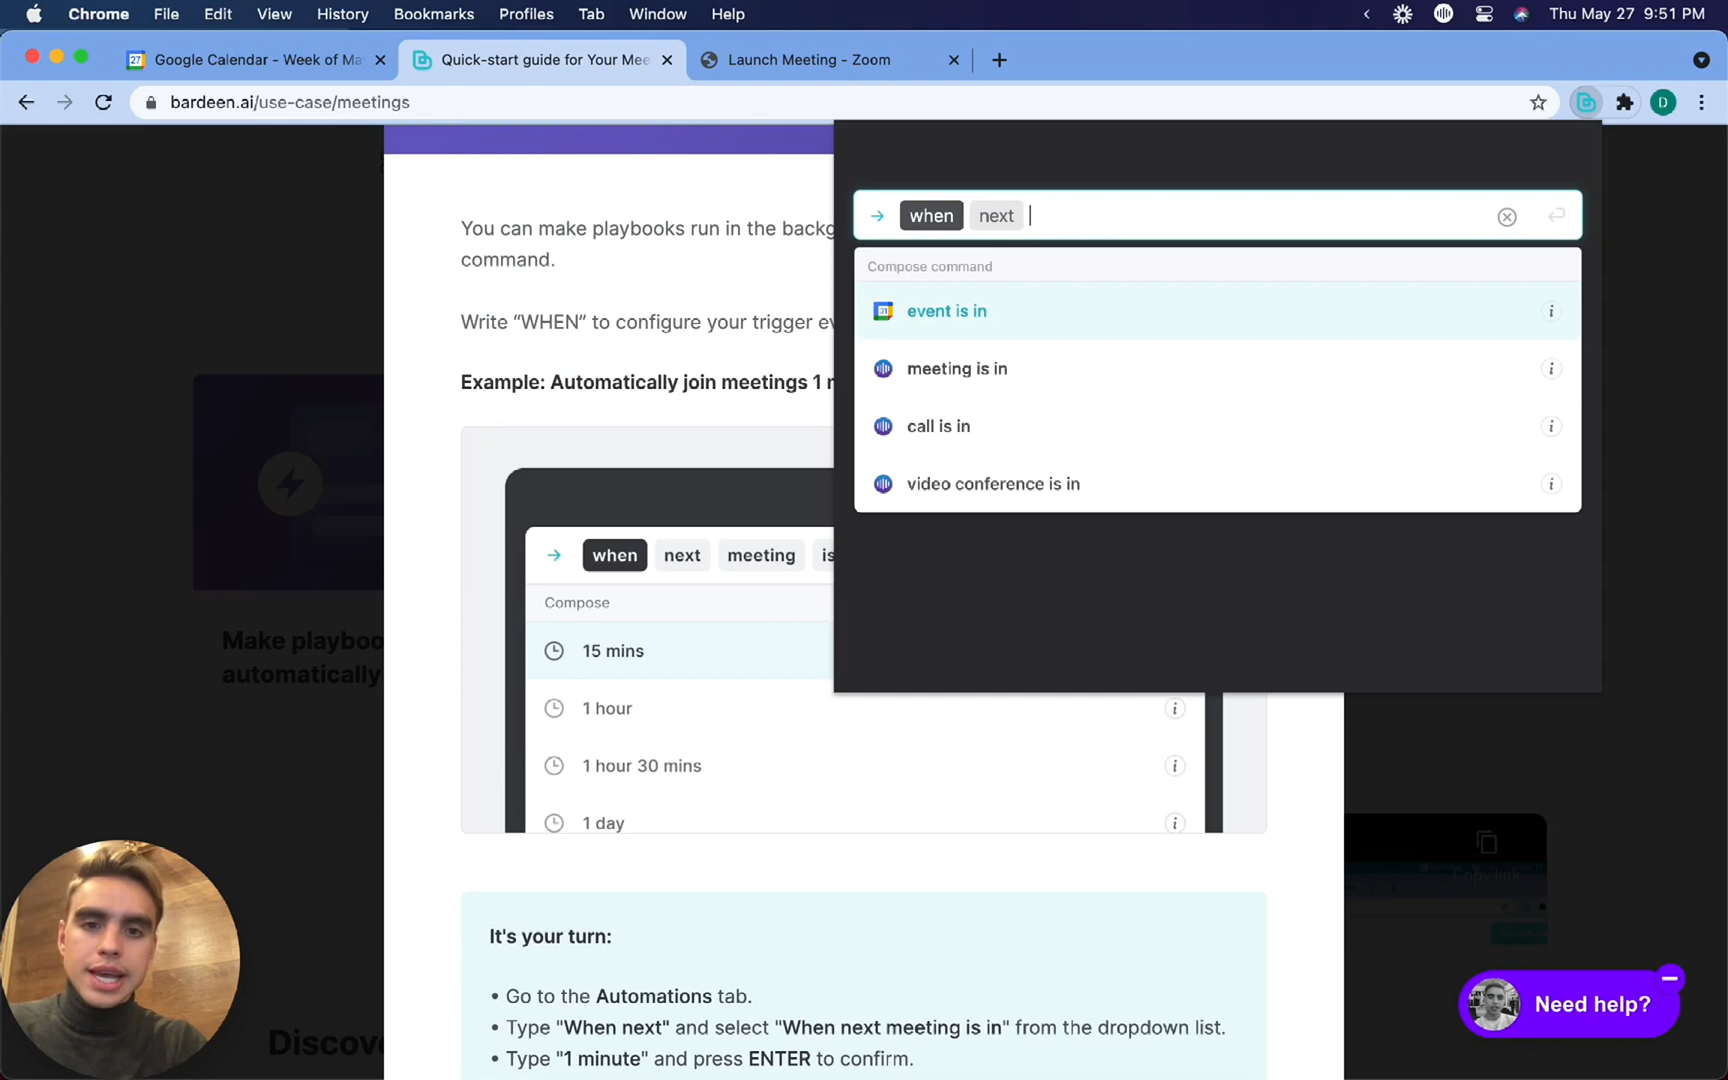 Chrome File Edit View History Bookmarks Profiles Tab Window Help Thu May 27 9:51 PM
Google Calendar - Week of Ma Quick-start guide for Your Mee Launch Meeting - Zoom
bardeen.ai/use-case/meetings D
You can make playbooks run in the backg
command.
Write “WHEN” to configure your trigger ev
Example: Automatically join meetings 1 m
when next
Compose command
31 event is in i
meeting is in i
call is in i
video conference is in i
when next meeting is
Compose
15 mins
1 hour i
1 hour 30 mins i
1 day i
Make playboo
automatically
Copy link
It's your turn:
• Go to the Automations tab.
• Type "When next" and select "When next meeting is in" from the dropdown list.
• Type "1 minute" and press ENTER to confirm.
Discove
Need help?